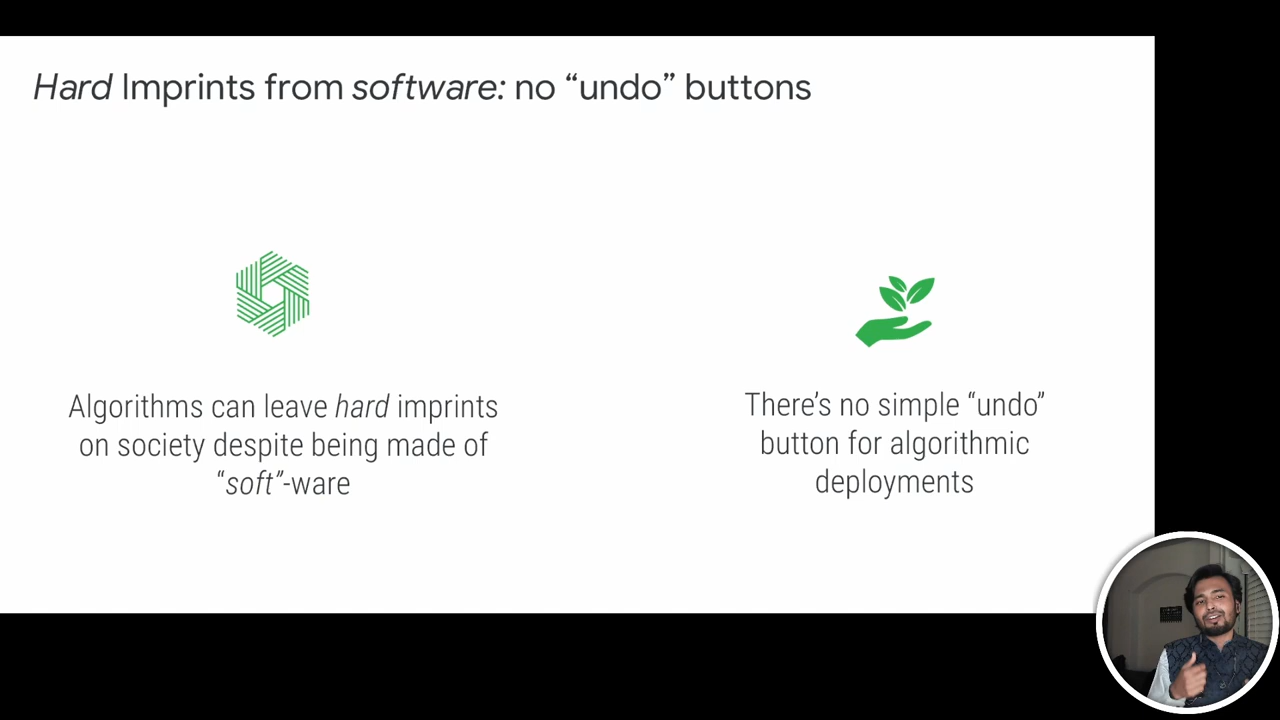 Hard Imprints from software: no “undo” buttons
Algorithms can leave hard imprints
on society despite being made of
“soft”-ware
There’s no simple “undo”
button for algorithmic
deployments